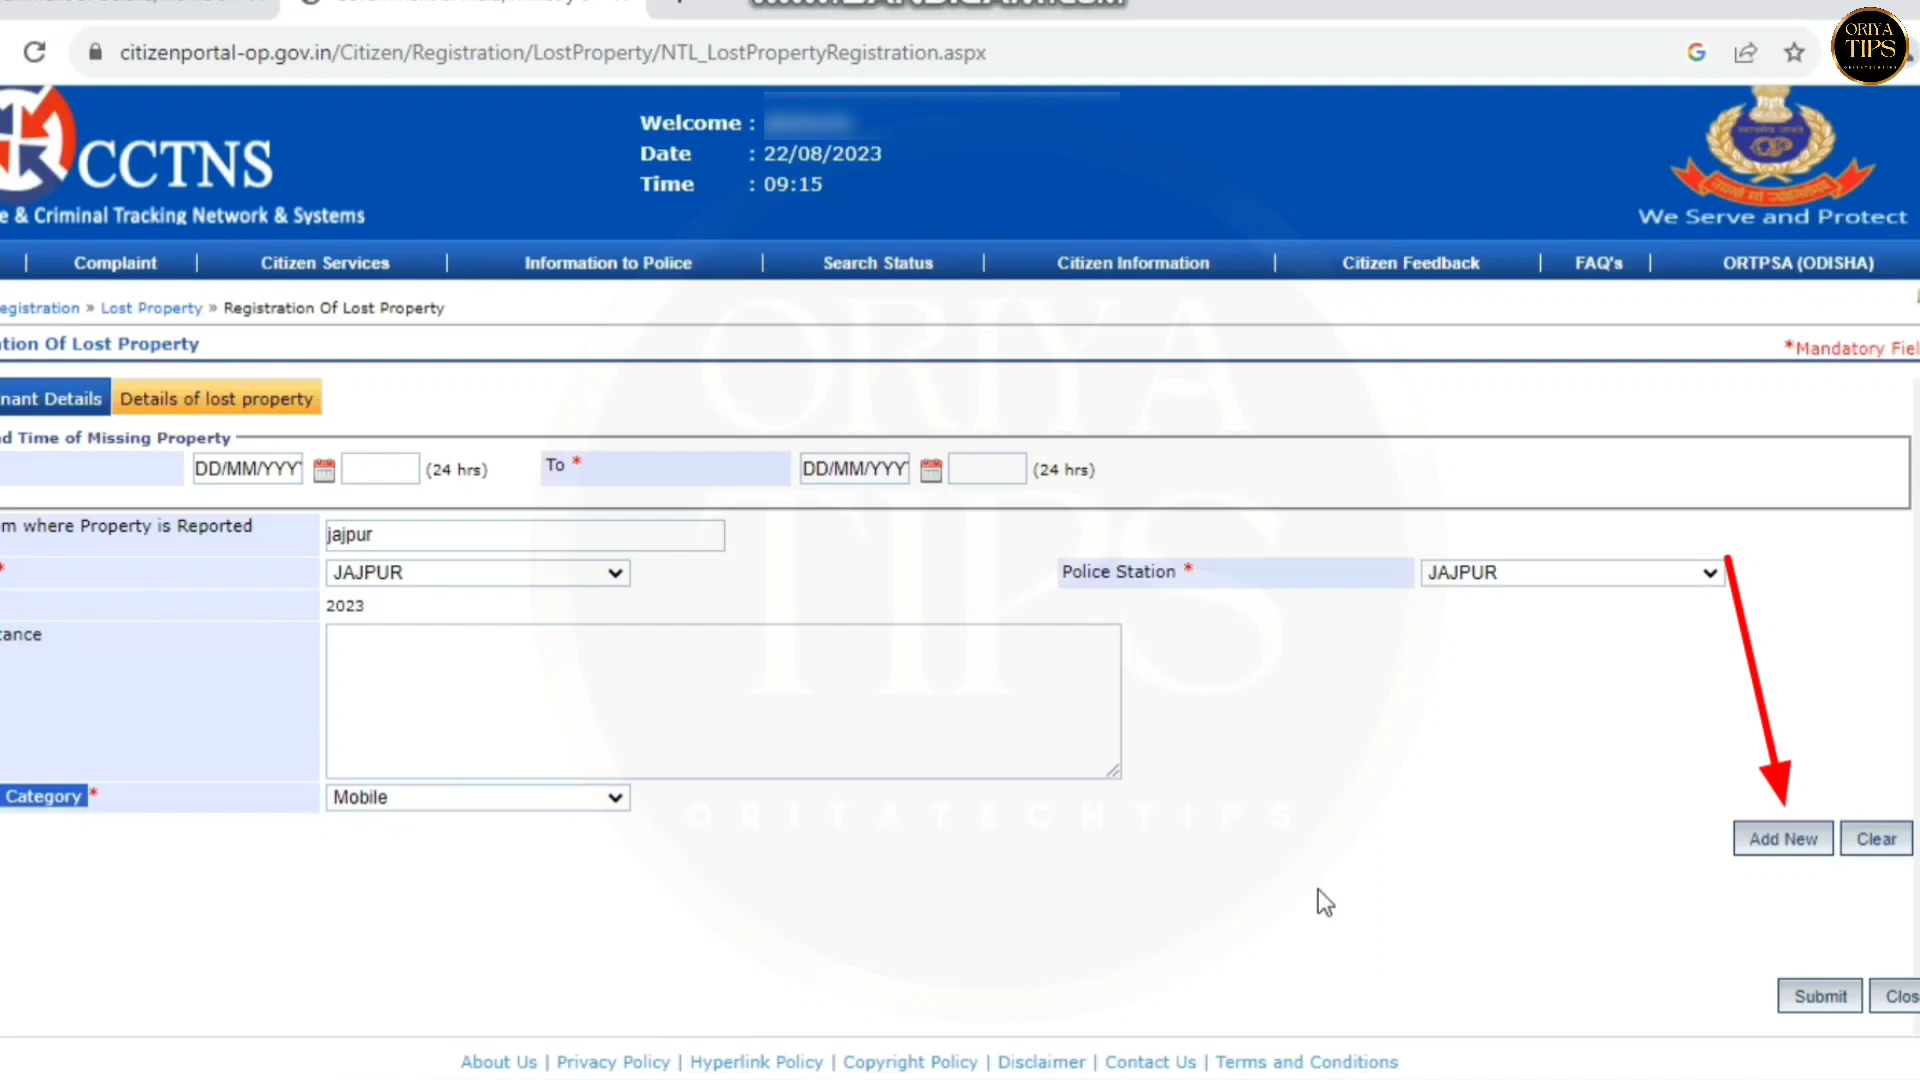 citizenportal-op.gov.in/Citizen/Registration/LostProperty/NTL_LostPropertyRegistration.aspx
ORIYA
TIPS
CCTNS
e & Criminal Tracking Network & Systems
Welcome :
Date : 22/08/2023
Time : 09:15
We Serve and Protect
| Complaint | Citizen Services | Information to Police | Search Status | Citizen Information | Citizen Feedback | FAQ's | ORTPSA (ODISHA)
egistration » Lost Property » Registration Of Lost Property
tion Of Lost Property
*Mandatory Fiel
nant Details Details of lost property
d Time of Missing Property
DD/MM/YYY (24 hrs) To * DD/MM/YYY (24 hrs)
m where Property is Reported jajpur
* JAJPUR Police Station * JAJPUR
2023
tance
Category * Mobile
ORIYA
TIPS
ORITATECHTIPS
Add New Clear
Submit Clos
About Us | Privacy Policy | Hyperlink Policy | Copyright Policy | Disclaimer | Contact Us | Terms and Conditions